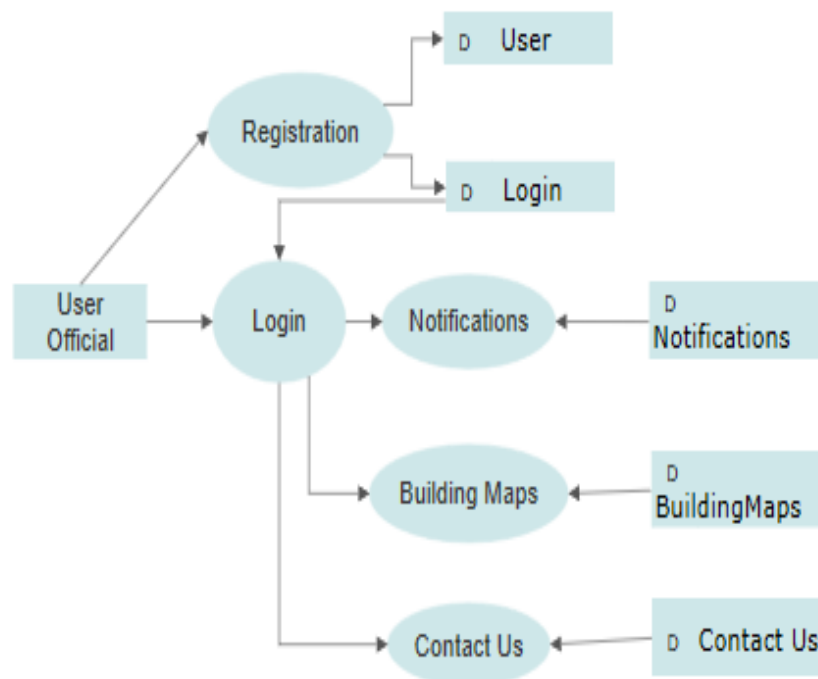 D User
Registration
D Login
User
Official
Login
Notifications
D
Notifications
Building Maps
D
BuildingMaps
Contact Us
D Contact Us